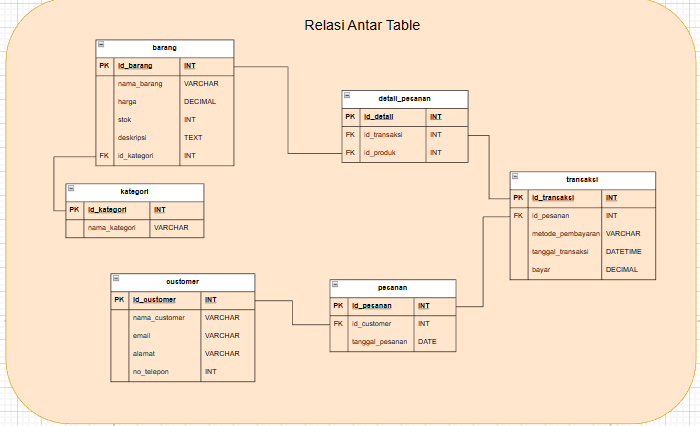 Relasi Antar Table
barang
PK id_barang INT
nama_barang VARCHAR
harga DECIMAL
stok INT
deskripsi TEXT
FK id_kategori INT
kategori
PK id_kategori INT
nama_kategori VARCHAR
detail_pesanan
PK id_detail INT
FK id_transaksi INT
FK id_produk INT
transaksi
PK id_transaksi INT
FK id_pesanan INT
metode_pembayaran VARCHAR
tanggal_transaksi DATETIME
bayar DECIMAL
customer
PK id_customer INT
nama_customer VARCHAR
email VARCHAR
alamat VARCHAR
no_telepon INT
pesanan
PK id_pesanan INT
FK id_customer INT
tanggal_pesanan DATE